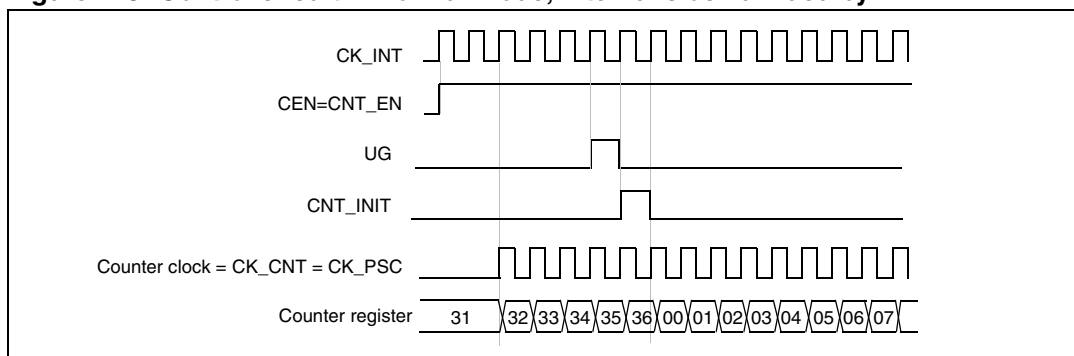 CK_INT
CEN=CNT_EN
UG
CNT_INIT
Counter clock = CK_CNT = CK_PSC
Counter register 31 32 33 34 35 36 00 01 02 03 04 05 06 07